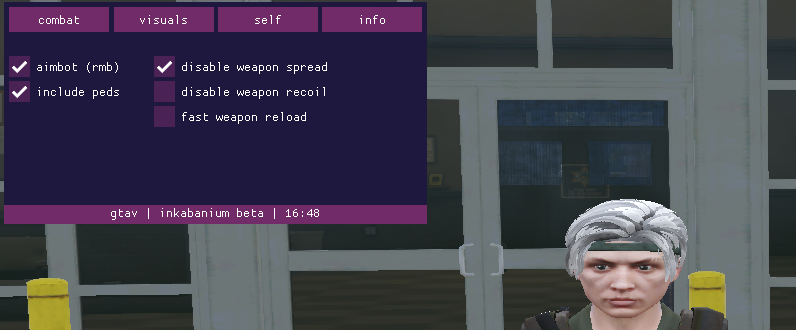 combat visuals self info
aimbot (rmb) disable weapon spread
include peds disable weapon recoil
fast weapon reload
gtav | inkabanium beta | 16:48